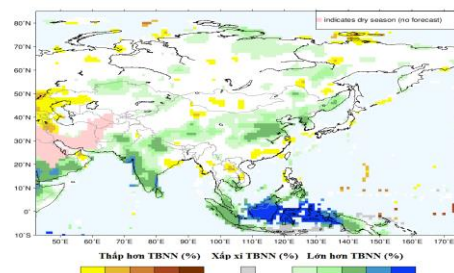 80°N
indicates dry season (no forecast)
70°N
60°N
50°N
40°N
30°N
20°N
10°N
0°
10°S
50°E 60°E 70°E 80°E 90°E 100°E 110°E 120°E 130°E 140°E 150°E 160°E 170°E
Thấp hơn TBNN (%) Xấp xỉ TBNN (%) Lớn hơn TBNN (%)